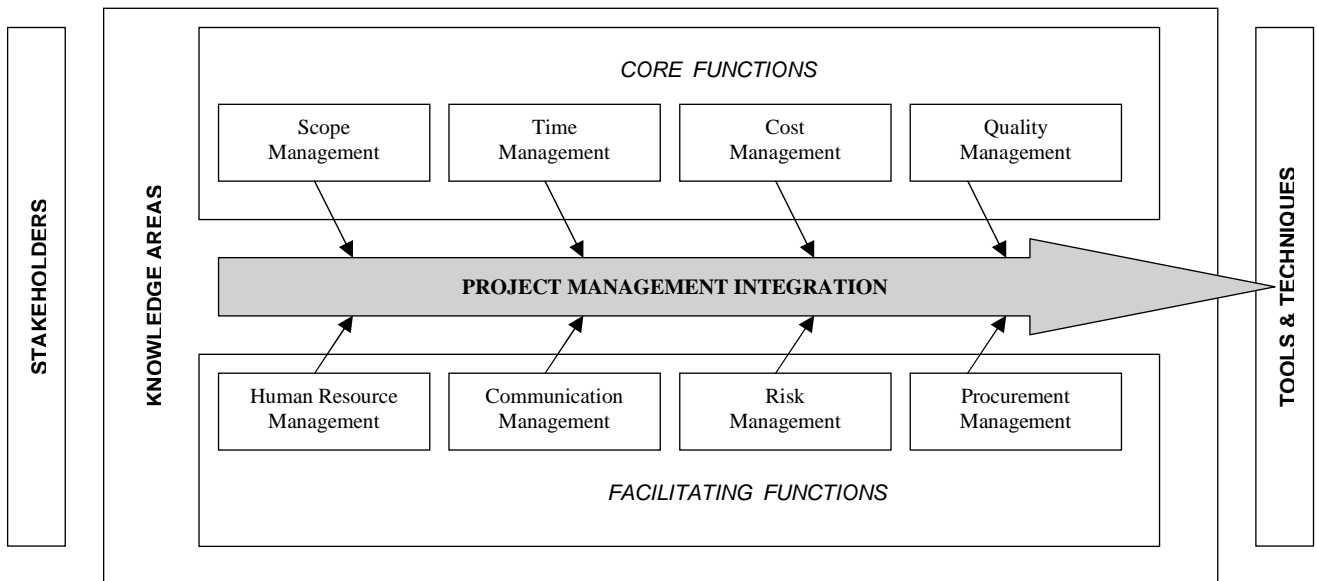 STAKEHOLDERS
KNOWLEDGE AREAS
CORE FUNCTIONS
Scope
Management
Time
Management
Cost
Management
Quality
Management
PROJECT MANAGEMENT INTEGRATION
Human Resource
Management
Communication
Management
Risk
Management
Procurement
Management
FACILITATING FUNCTIONS
TOOLS & TECHNIQUES